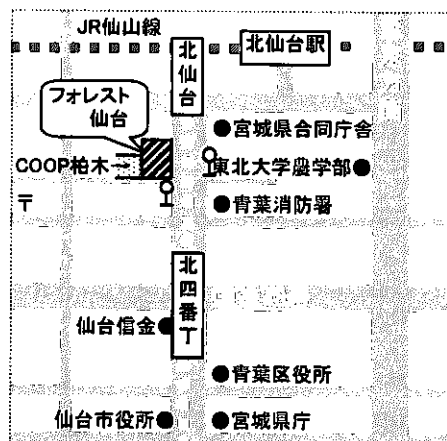 JR仙山線
北仙台
北仙台駅
フォレスト
仙台
●宮城県合同庁舎
COOP柏木
東北大学農学部●
〒
●青葉消防署
北四番丁
仙台信金●
●青葉区役所
仙台市役所●
●宮城県庁